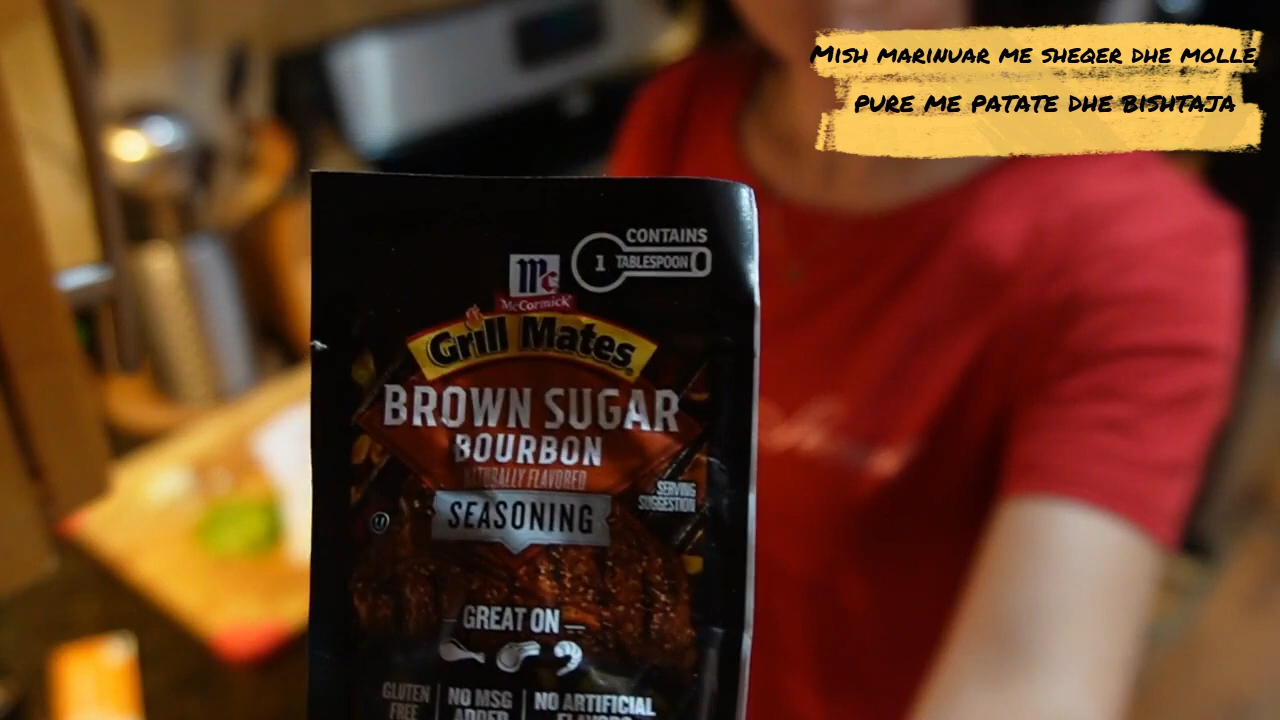 MISH MARINUAR ME SHEQER DHE MOLLE
PURE ME PATATE DHE BISHTAJA
CONTAINS
1 TABLESPOON
Mc
McCormick®
Grill Mates®
BROWN SUGAR
BOURBON
NATURALLY FLAVORED
SERVING
SUGGESTION
SEASONING
GREAT ON
GLUTEN
FREE
NO MSG
ADDED
NO ARTIFICIAL
FLAVORS